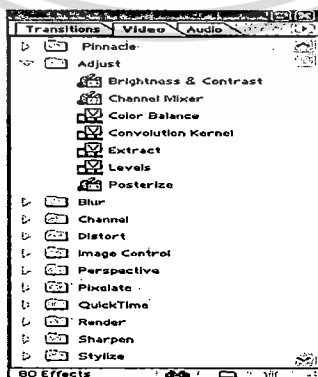 Transitions Video Audio
Pinnacle
Adjust
Brightness & Contrast
Channel Mixer
Color Balance
Convolution Kernel
Extract
Levels
Posterize
Blur
Channel
Distort
Image Control
Perspective
Pixelate
QuickTime
Render
Sharpen
Stylize
80 Effects